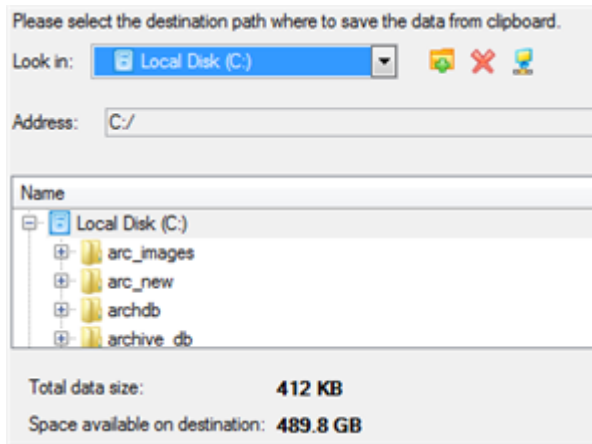 Please select the destination path where to save the data from clipboard.
Look in: Local Disk (C:)
Address: C:/
Name
Local Disk (C:)
arc_images
arc_new
archdb
archive_db
Total data size: 412 KB
Space available on destination: 489.8 GB